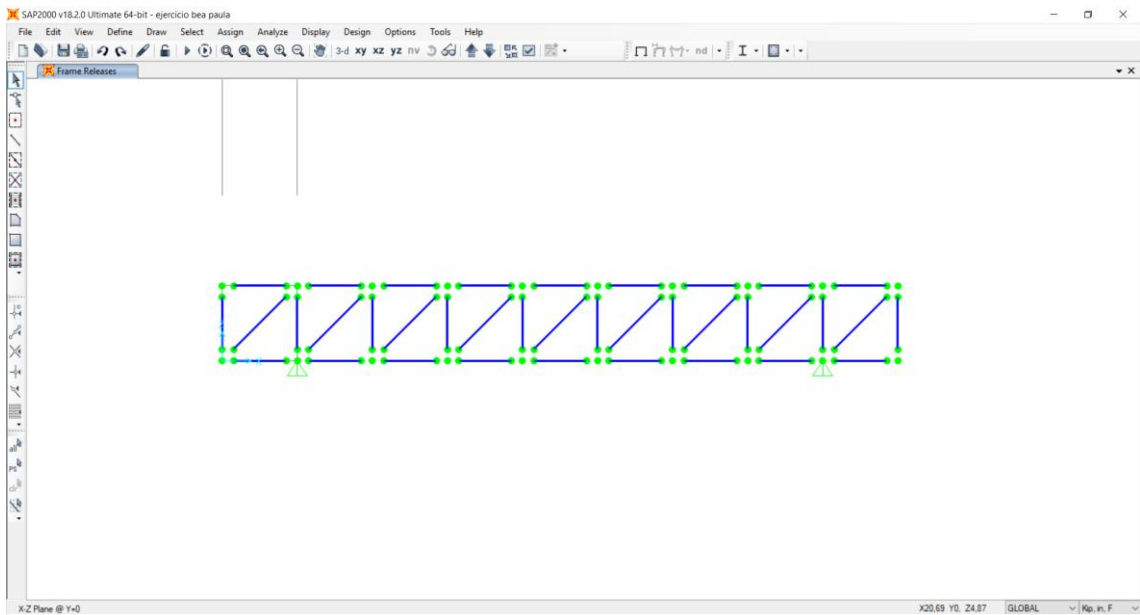 SAP2000 v18.2.0 Ultimate 64-bit - ejercicio bea paula
File Edit View Define Draw Select Assign Analyze Display Design Options Tools Help
3-d xy xz yz nv nd
Frame Releases
all
PS
X-Z Plane @ Y=0 X20,69 Y0, Z4,87 GLOBAL Kip, in, F